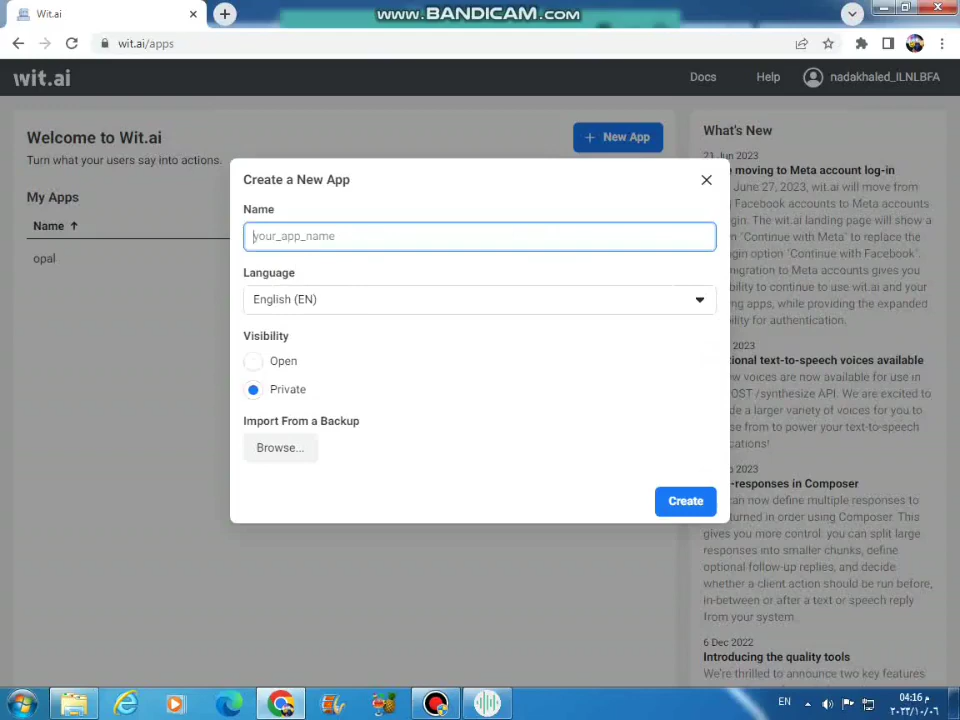 Wit.ai
www.BANDICAM.com
wit.ai/apps
wit.ai
Docs
Help
nadakhaled_ILNLBFA
Welcome to Wit.ai
Turn what your users say into actions.
+ New App
My Apps
Name ↑
opal
Create a New App
Name
your_app_name
Language
English (EN)
Visibility
Open
Private
Import From a Backup
Browse...
Create
What's New
21 Jun 2023
moving to Meta account log-in
June 27, 2023, wit.ai will move from
Facebook accounts to Meta accounts
gin. The wit.ai landing page will show a
"Continue with Meta" to replace the
gin option "Continue with Facebook".
igration to Meta accounts gives you
bility to continue to use wit.ai and your
ng apps, while providing the expanded
bility for authentication.
2023
tional text-to-speech voices available
w voices are now available for use in
OST /synthesize API. We are excited to
de a larger variety of voices for you to
se from to power your text-to-speech
cations!
2023
-responses in Composer
can now define multiple responses to
turned in order using Composer. This
gives you more control: you can split large
responses into smaller chunks, define
optional follow-up replies, and decide
whether a client action should be run before,
in-between or after a text or speech reply
from your system.
6 Dec 2022
Introducing the quality tools
We're thrilled to announce two key features
EN
04:16 م
٢٠٢٣/١٠/٠٦